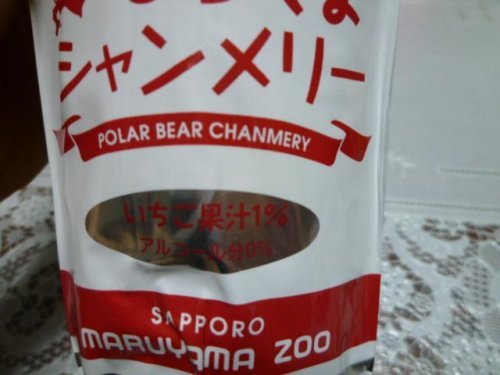 シャンメリー
POLAR BEAR CHANMERY
いちご果汁1%
アルコール分0%
SAPPORO
MARUYAMA ZOO